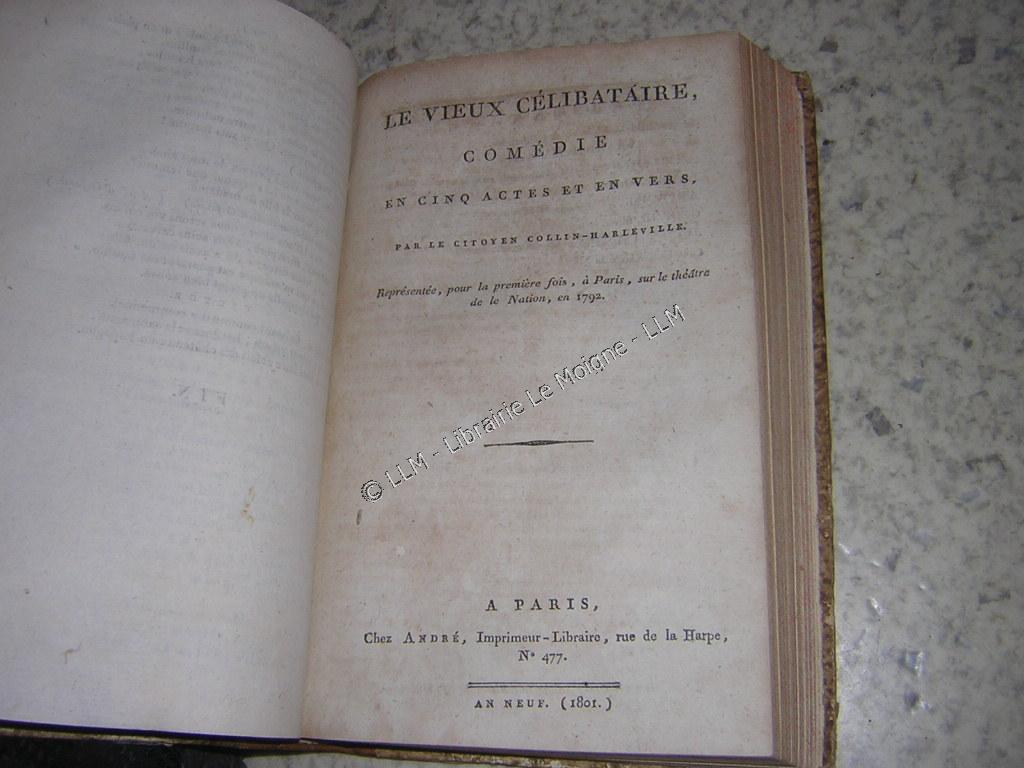 LE VIEUX CÉLIBATAIRE,
COMÉDIE
EN CINQ ACTES ET EN VERS,
PAR LE CITOYEN COLLIN-HARLEVILLE.
Représentée, pour la première fois, à Paris, sur le théâtre
de le Nation, en 1792.
© LLM - Librairie Le Moigne - LLM
A PARIS,
Chez ANDRÉ, Imprimeur-Libraire, rue de la Harpe,
N° 477.
AN NEUF. (1801.)
FIN.